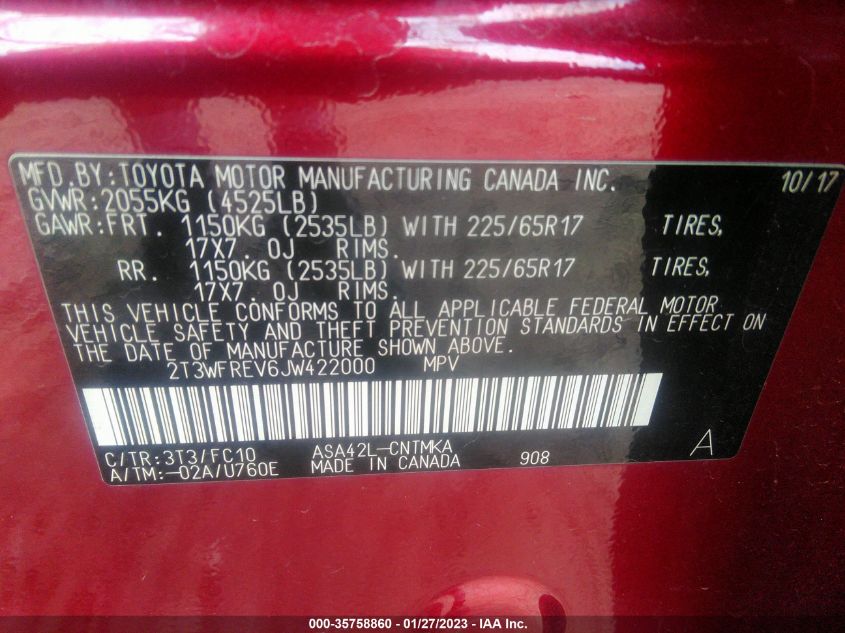 MFD.BY:TOYOTA MOTOR MANUFACTURING CANADA INC. 10/17
GVWR:2055KG (4525LB)
GAWR:FRT. 1150KG (2535LB) WITH 225/65R17 TIRES,
17X7.0J RIMS.
RR. 1150KG (2535LB) WITH 225/65R17 TIRES,
17X7.0J RIMS.
THIS VEHICLE CONFORMS TO ALL APPLICABLE FEDERAL MOTOR
VEHICLE SAFETY AND THEFT PREVENTION STANDARDS IN EFFECT ON
THE DATE OF MANUFACTURE SHOWN ABOVE.
2T3WFREV6JW422000 MPV
C/TR:3T3/FC10 ASA42L-CNTMKA A
A/TM:-02A/U760E MADE IN CANADA 908
000-35758860 - 01/27/2023 - IAA Inc.